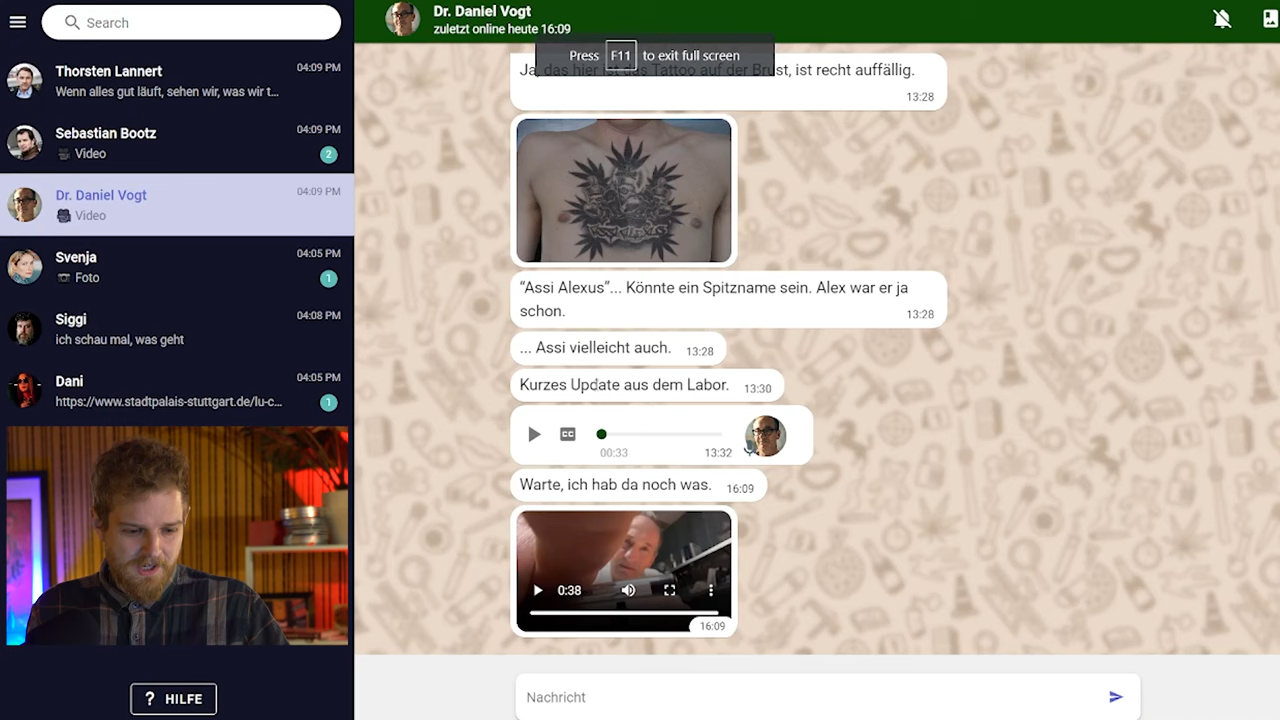 Search
Thorsten Lannert
04:09 PM
Wenn alles gut läuft, sehen wir, was wir t...
Sebastian Bootz
04:09 PM
Video
2
Dr. Daniel Vogt
04:09 PM
Video
Svenja
04:05 PM
Foto
1
Siggi
04:08 PM
ich schau mal, was geht
Dani
04:05 PM
https://www.stadtpalais-stuttgart.de/lu-c...
1
? HILFE
Dr. Daniel Vogt
zuletzt online heute 16:09
Press F11 to exit full screen
Ja, das hier ist das Tattoo auf der Brust, ist recht auffällig.
13:28
“Assi Alexus”... Könnte ein Spitzname sein. Alex war er ja
schon.
13:28
... Assi vielleicht auch.
13:28
Kurzes Update aus dem Labor.
13:30
CC
00:33
13:32
Warte, ich hab da noch was.
16:09
0:38
16:09
Nachricht